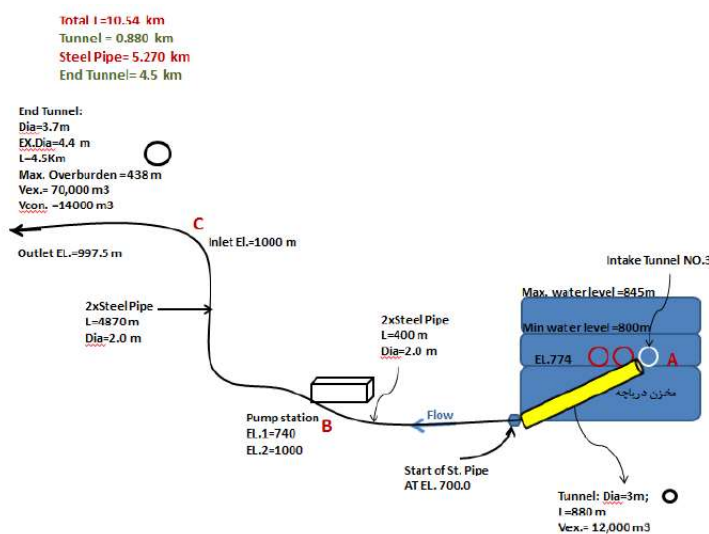 Total L=10.54 km
Tunnel = 0.880 km
Steel Pipe= 5.270 km
End Tunnel= 4.5 km
End Tunnel:
Dia=3.7m
EX.Dia=4.4 m
L=4.5Km
Max. Overburden =438 m
Vex.= 70,000 m3
Vcon. =14000 m3
C
Inlet El.=1000 m
Outlet EL.=997.5 m
2xSteel Pipe
L=4870m
Dia=2.0 m
2xSteel Pipe
L=400 m
Dia=2.0 m
Pump station
EL.1=740
EL.2=1000
B
Flow
Start of St. Pipe
AT EL. 700.0
Intake Tunnel NO.3
Max. water level =845m
Min water level =800m
EL.774
A
مخزن دریاچه
Tunnel: Dia=3m;
L=880 m
Vex.= 12,000 m3